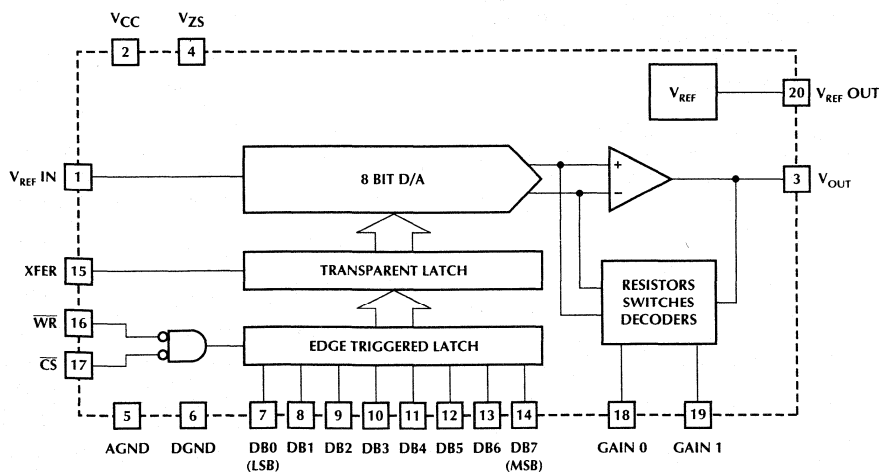 VCC VZS
2 4
VREF
20 VREF OUT
VREF IN 1
8 BIT D/A
+
−
3 VOUT
XFER 15
TRANSPARENT LATCH
RESISTORS
SWITCHES
DECODERS
WR 16
EDGE TRIGGERED LATCH
CS 17
5 6 7 8 9 10 11 12 13 14 18 19
AGND DGND DB0 DB1 DB2 DB3 DB4 DB5 DB6 DB7 GAIN 0 GAIN 1
(LSB) (MSB)